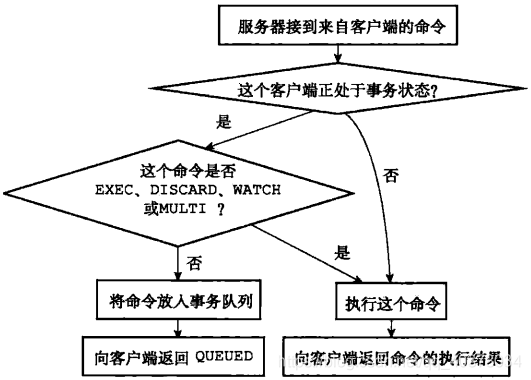 服务器接到来自客户端的命令
这个客户端正处于事务状态?
是
这个命令是否
EXEC、DISCARD、WATCH
或MULTI ?
否
是
否
将命令放入事务队列
执行这个命令
向客户端返回 QUEUED
向客户端返回命令的执行结果